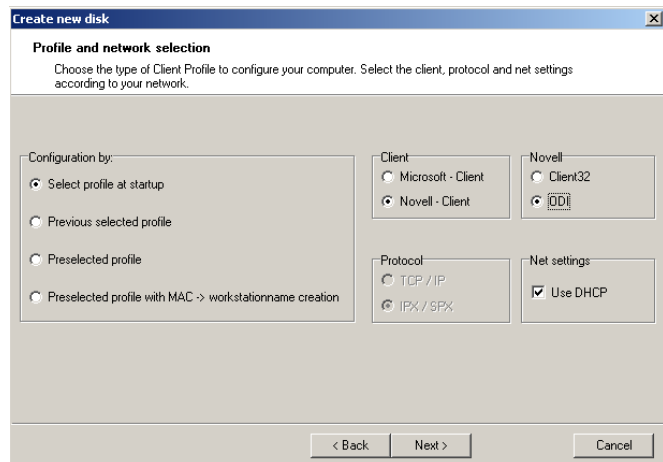 Create new disk
Profile and network selection
Choose the type of Client Profile to configure your computer. Select the client, protocol and net settings
according to your network.
Configuration by:
Select profile at startup
Previous selected profile
Preselected profile
Preselected profile with MAC -> workstationname creation
Client
Microsoft - Client
Novell - Client
Novell
Client32
ODI
Protocol
TCP / IP
IPX / SPX
Net settings
Use DHCP
< Back
Next >
Cancel